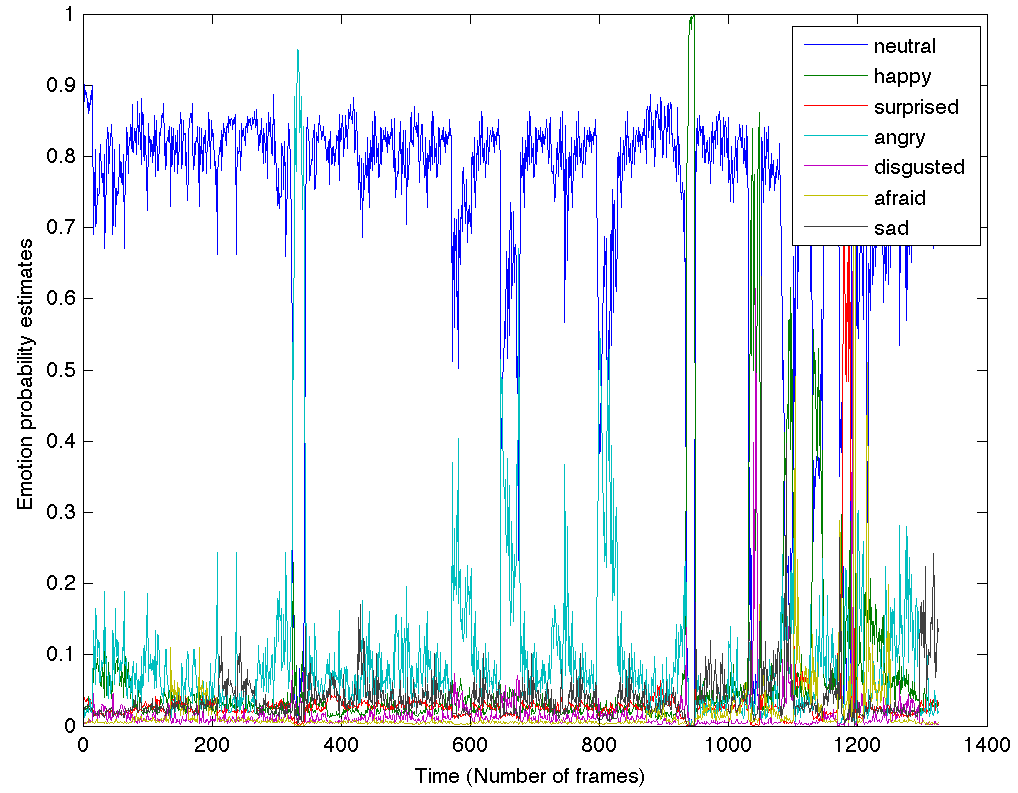 1
0.9
0.8
0.7
0.6
0.5
0.4
0.3
0.2
0.1
0
Emotion probability estimates
neutral
happy
surprised
angry
disgusted
afraid
sad
0 200 400 600 800 1000 1200 1400
Time (Number of frames)